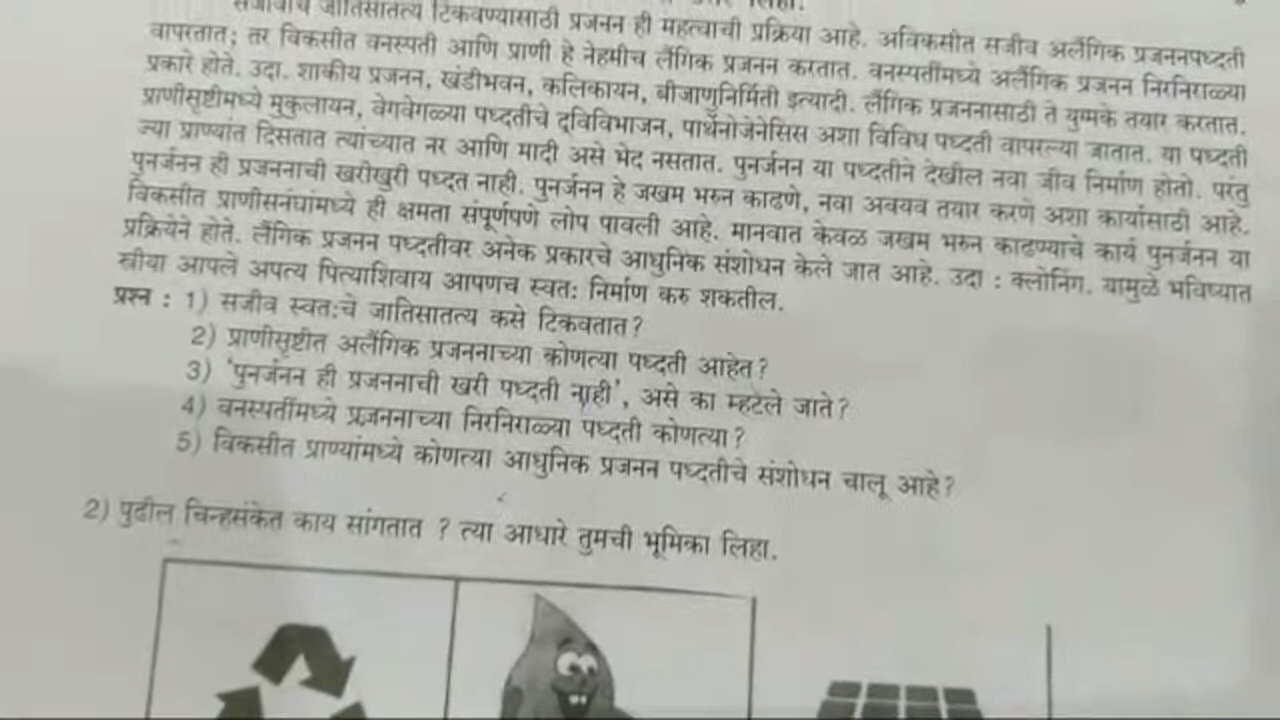 सजीवांचे जातिसातत्य टिकवण्यासाठी प्रजनन ही महत्वाची प्रक्रिया आहे. अविकसीत सजीव अलैंगिक प्रजननपध्दती
वापरतात; तर विकसीत वनस्पती आणि प्राणी हे नेहमीच लैंगिक प्रजनन करतात. वनस्पतींमध्ये अलैंगिक प्रजनन निरनिराळ्या
प्रकारे होते. उदा. शाकीय प्रजनन, खंडीभवन, कलिकायन, बीजाणुनिर्मिती इत्यादी. लैंगिक प्रजननासाठी ते युग्मके तयार करतात.
प्राणीसृष्टीमध्ये मुकुलायन, वेगवेगळ्या पध्दतीचे द्विविभाजन, पार्थेनोजेनेसिस अशा विविध पध्दती वापरल्या जातात. या पध्दती
ज्या प्राण्यांत दिसतात त्यांच्यात नर आणि मादी असे भेद नसतात. पुनर्जनन या पध्दतीने देखील नवा जीव निर्माण होतो. परंतु
पुनर्जनन ही प्रजननाची खरीखुरी पध्दत नाही. पुनर्जनन हे जखम भरुन काढणे, नवा अवयव तयार करणे अशा कार्यासाठी आहे.
विकसीत प्राणीसनघांमध्ये ही क्षमता संपूर्णपणे लोप पावली आहे. मानवात केवळ जखम भरुन काढण्याचे कार्य पुनर्जनन या
प्रक्रियेने होते. लैंगिक प्रजनन पध्दतीवर अनेक प्रकारचे आधुनिक संशोधन केले जात आहे. उदा : क्लोनिंग. यामुळे भविष्यात
स्रीया आपले अपत्य पित्याशिवाय आपणच स्वतः निर्माण करु शकतील.
प्रश्न : 1) सजीव स्वतःचे जातिसातत्य कसे टिकवतात?
2) प्राणीसृष्टीत अलैंगिक प्रजननाच्या कोणत्या पध्दती आहेत?
3) 'पुनर्जनन ही प्रजननाची खरी पध्दती नाही', असे का म्हटले जाते?
4) वनस्पतींमध्ये प्रजननाच्या निरनिराळ्या पध्दती कोणत्या?
5) विकसीत प्राण्यांमध्ये कोणत्या आधुनिक प्रजनन पध्दतीचे संशोधन चालू आहे?
2) पुढील चिन्हसंकेत काय सांगतात ? त्या आधारे तुमची भूमिका लिहा.